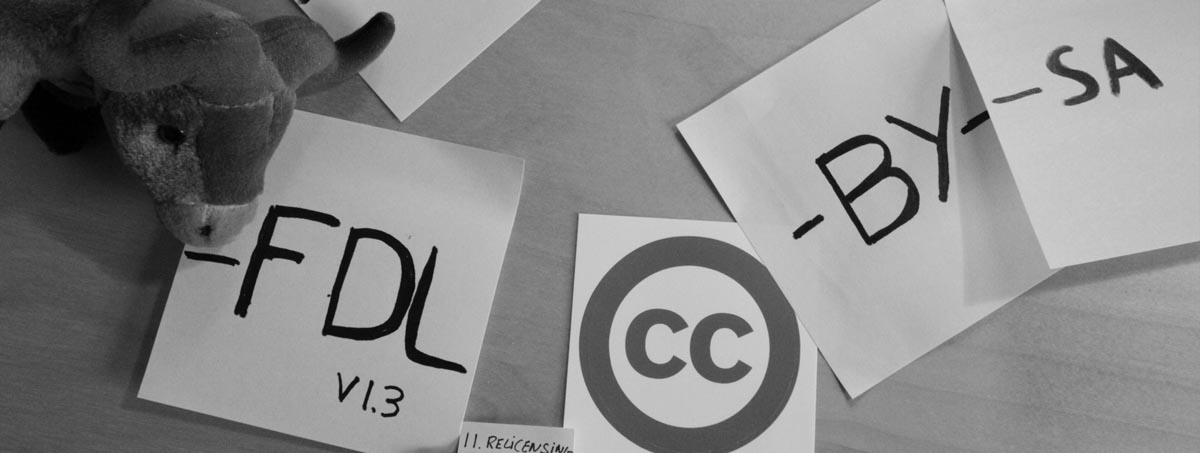 -FDL
v1.3
11. RELICENSING
CC
-BY-
-SA